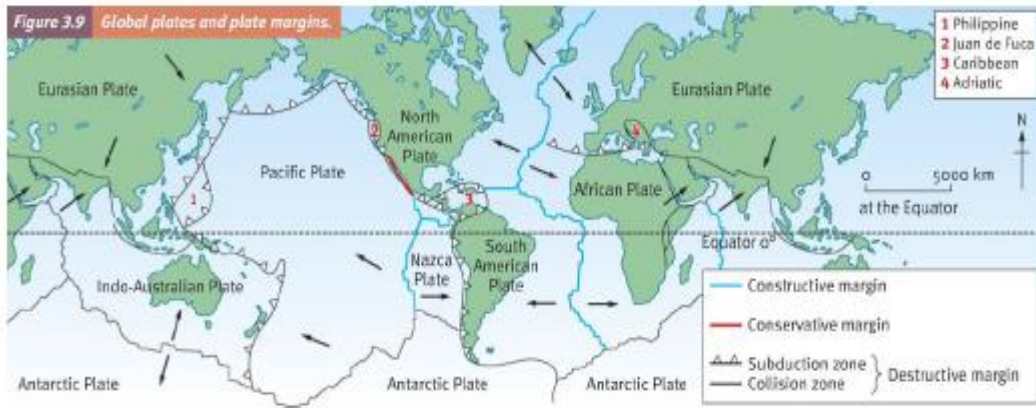 Figure 3.9 Global plates and plate margins.
1 Philippine
2 Juan de Fuca
3 Caribbean
4 Adriatic
N
Eurasian Plate
North
American
Plate
Eurasian Plate
2
4
Pacific Plate
African Plate
0 5000 km
at the Equator
1
3
Equator 0°
Nazca
Plate
South
American
Plate
Indo-Australian Plate
Constructive margin
Conservative margin
Subduction zone
Collision zone
Destructive margin
Antarctic Plate
Antarctic Plate
Antarctic Plate